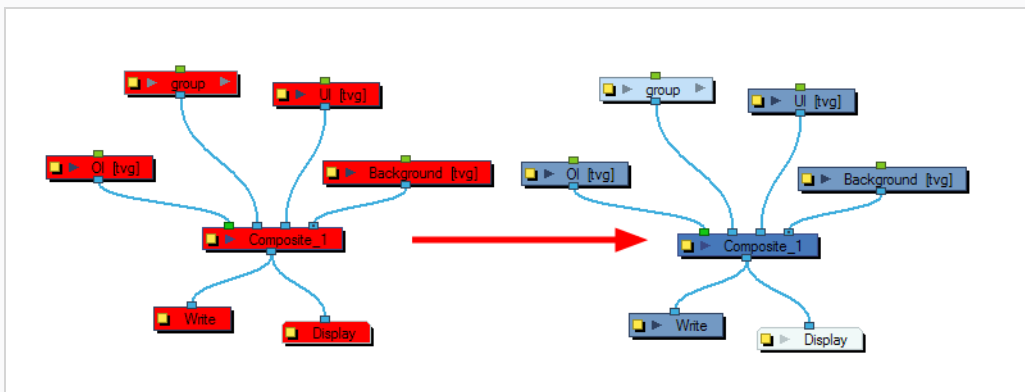 group
UI [tvg]
OI [tvg]
Background [tvg]
Composite_1
Write
Display
group
UI [tvg]
OI [tvg]
Background [tvg]
Composite_1
Write
Display